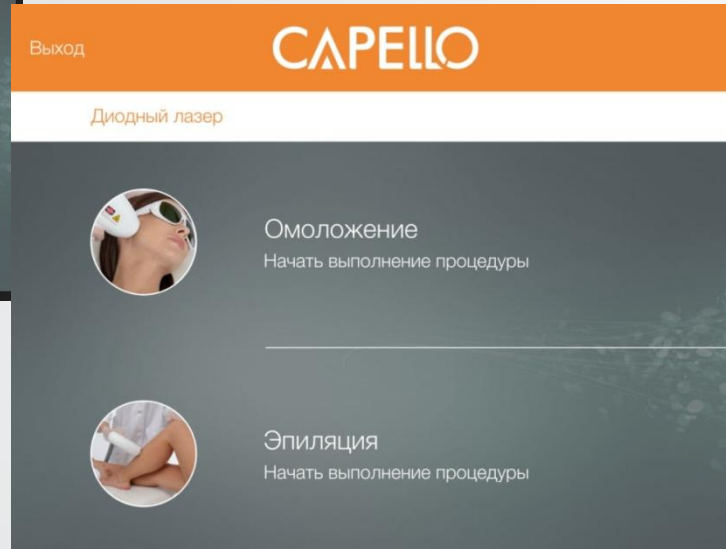 Выход
CAPELLO
Диодный лазер
Омоложение
Начать выполнение процедуры
Эпиляция
Начать выполнение процедуры